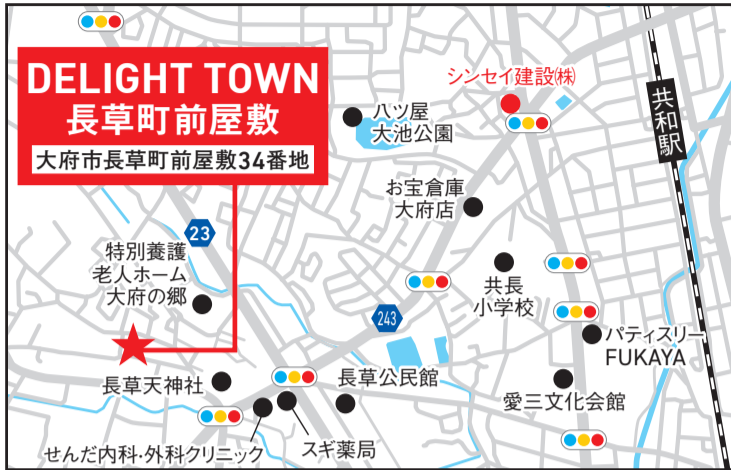 DELIGHT TOWN
長草町前屋敷
大府市長草町前屋敷34番地
シンセイ建設㈱
共和駅
八ツ屋
大池公園
お宝倉庫
大府店
23
特別養護
老人ホーム
大府の郷
共長
小学校
243
パティスリー
FUKAYA
長草天神社
長草公民館
愛三文化会館
スギ薬局
せんだ内科・外科クリニック